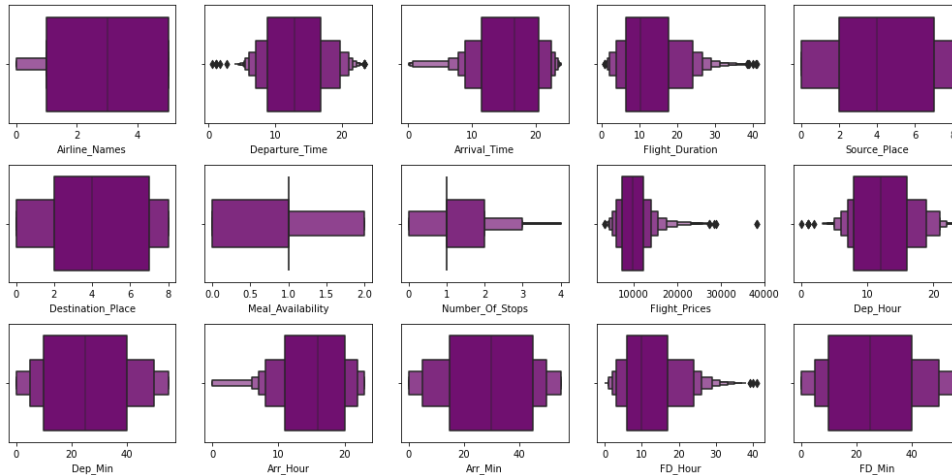 0 2 4
Airline_Names
0 10 20
Departure_Time
0 10 20
Arrival_Time
0 10 20 30 40
Flight_Duration
0 2 4 6 8
Source_Place
0 2 4 6 8
Destination_Place
0.0 0.5 1.0 1.5 2.0
Meal_Availability
0 1 2 3 4
Number_Of_Stops
10000 20000 30000 40000
Flight_Prices
0 10 20
Dep_Hour
0 20 40
Dep_Min
0 10 20
Arr_Hour
0 20 40
Arr_Min
0 10 20 30 40
FD_Hour
0 20 40
FD_Min